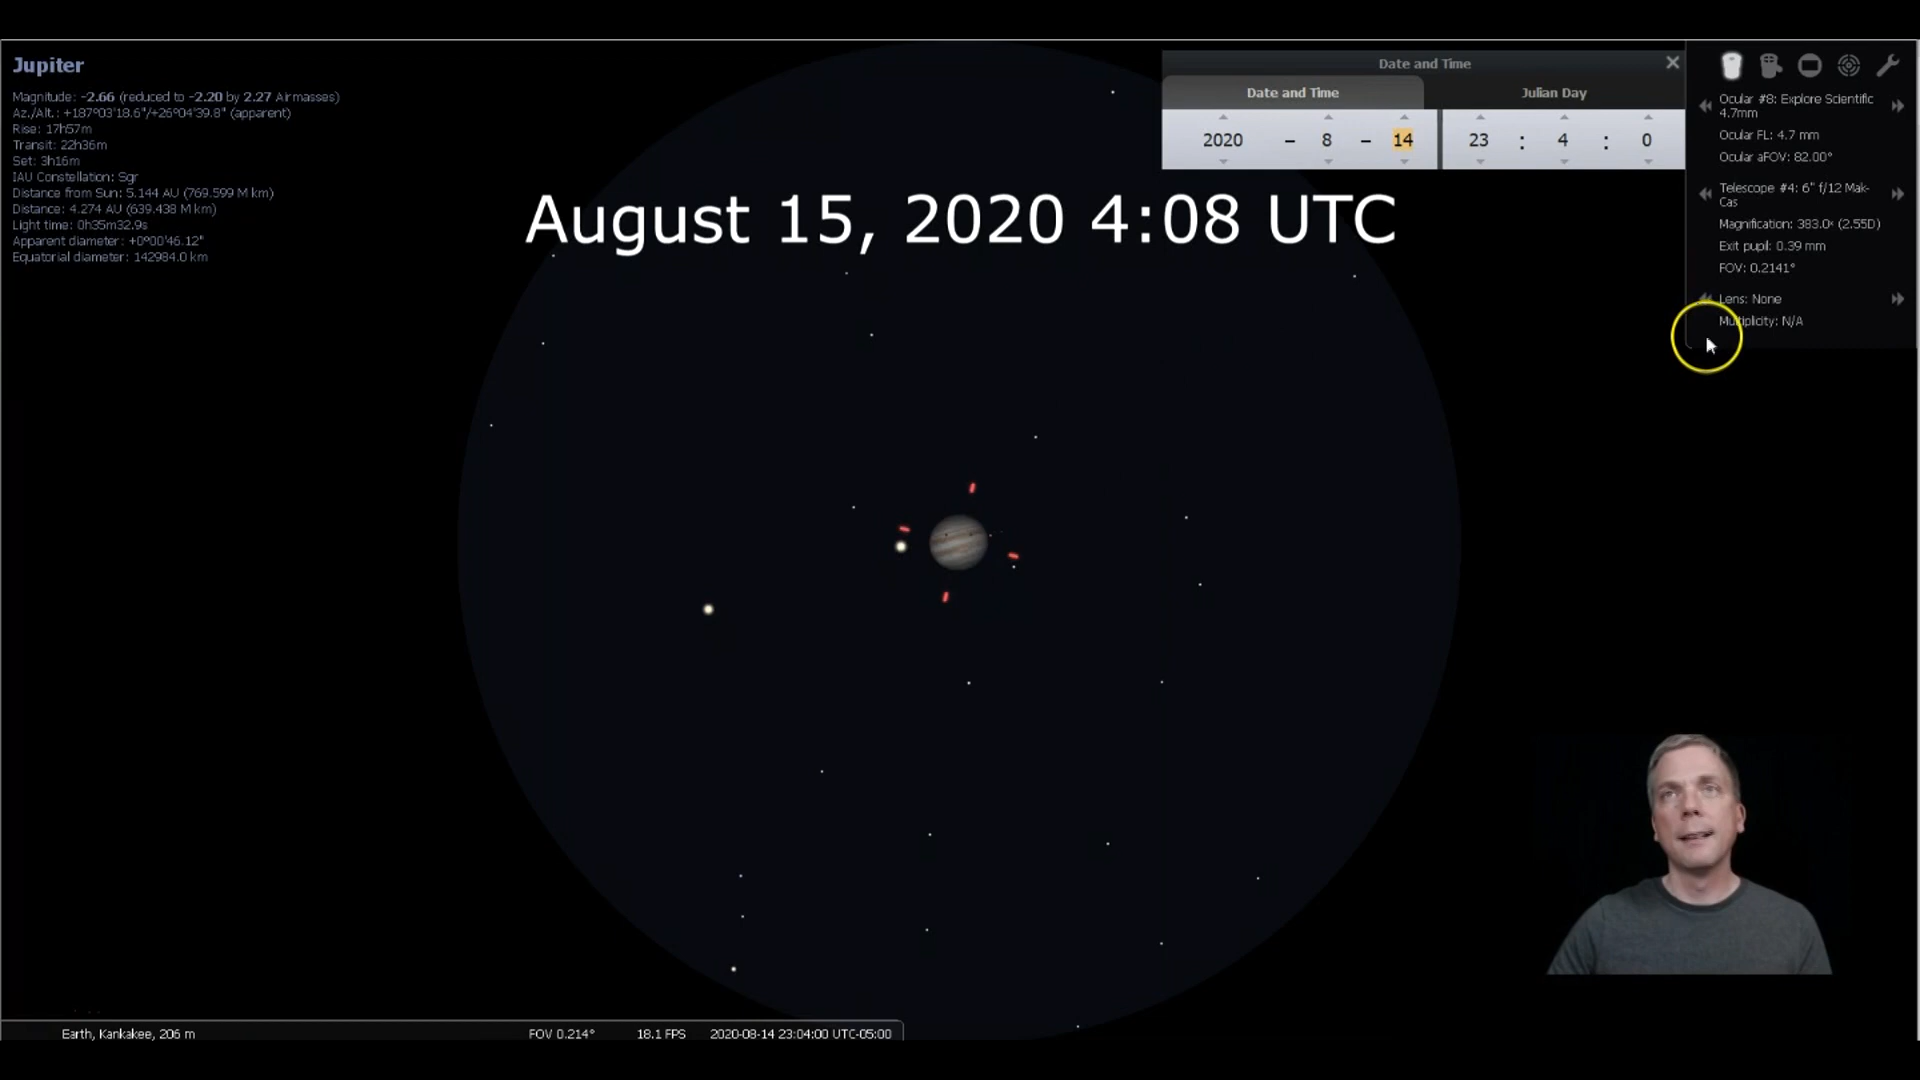 Jupiter
Magnitude: -2.66 (reduced to -2.20 by 2.27 Airmasses)
Az./Alt.: +187°03'18.6"/+26°04'39.8" (apparent)
Rise: 17h57m
Transit: 22h36m
Set: 3h16m
IAU Constellation: Sgr
Distance from Sun: 5.144 AU (769.599 M km)
Distance: 4.274 AU (639.438 M km)
Light time: 0h35m32.9s
Apparent diameter: +0°00'46.12"
Equatorial diameter: 142984.0 km
Date and Time
Date and Time
Julian Day
2020 - 8 - 14 23 : 4 : 0
August 15, 2020 4:08 UTC
Ocular #8: Explore Scientific
4.7mm
Ocular FL: 4.7 mm
Ocular aFOV: 82.00°
Telescope #4: 6" f/12 Mak-
Cas
Magnification: 383.0× (2.55D)
Exit pupil: 0.39 mm
FOV: 0.2141°
Lens: None
Multiplicity: N/A
Earth, Kankakee, 206 m
FOV 0.214°
18.1 FPS
2020-08-14 23:04:00 UTC-05:00